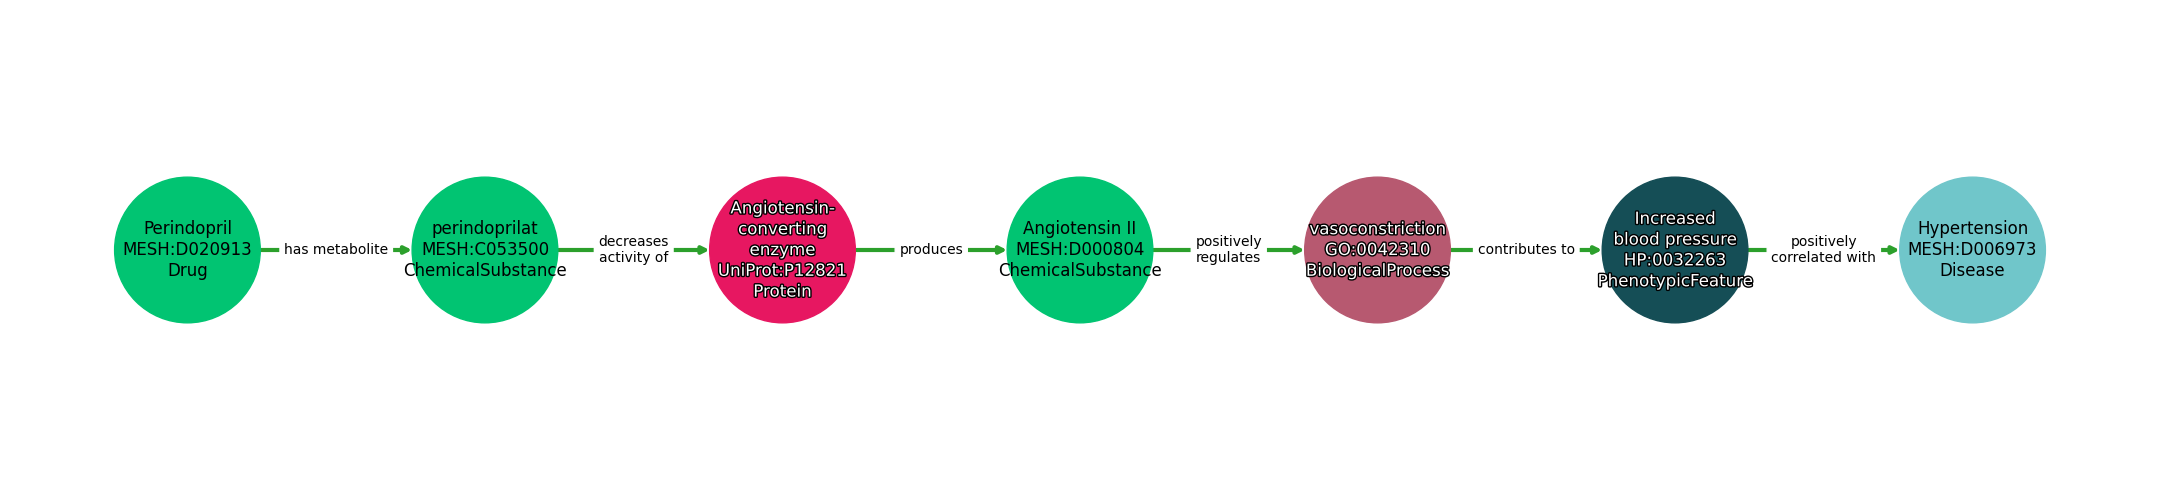 Perindopril
MESH:D020913
Drug
has metabolite
perindoprilat
MESH:C053500
ChemicalSubstance
decreases
activity of
Angiotensin-
converting
enzyme
UniProt:P12821
Protein
produces
Angiotensin II
MESH:D000804
ChemicalSubstance
positively
regulates
vasoconstriction
GO:0042310
BiologicalProcess
contributes to
Increased
blood pressure
HP:0032263
PhenotypicFeature
positively
correlated with
Hypertension
MESH:D006973
Disease